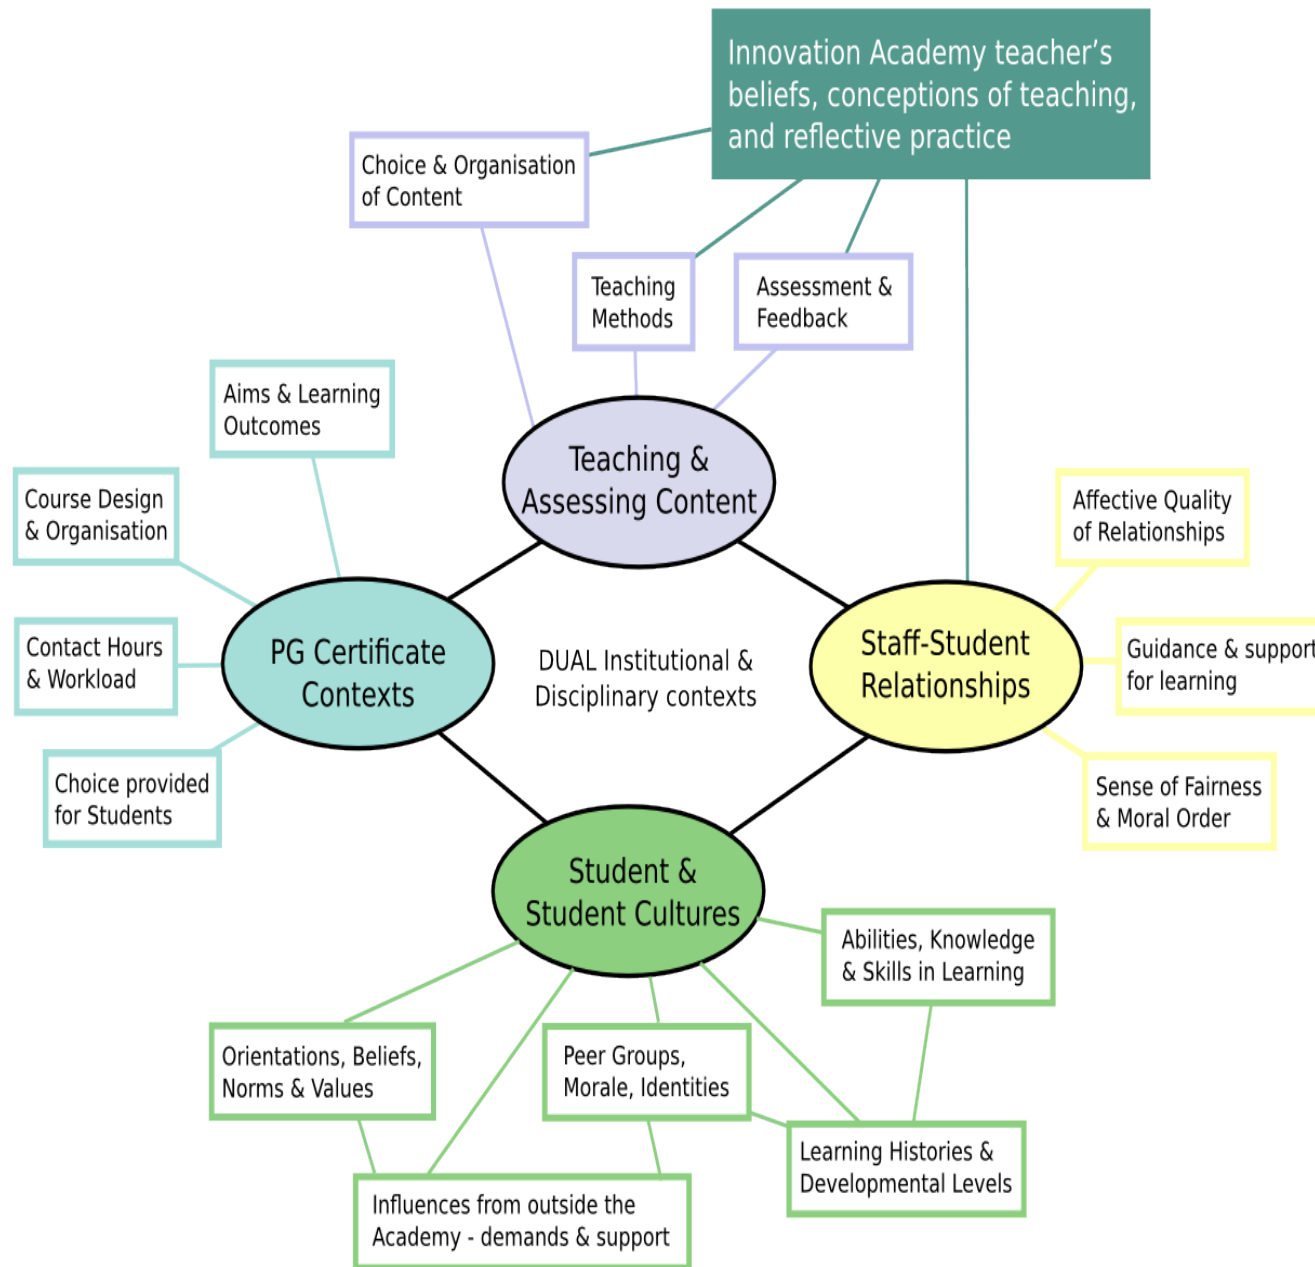 Innovation Academy teacher’s
beliefs, conceptions of teaching,
and reflective practice
Choice & Organisation
of Content
Teaching
Methods
Assessment &
Feedback
Aims & Learning
Outcomes
Teaching &
Assessing Content
Course Design
& Organisation
Affective Quality
of Relationships
Contact Hours
& Workload
PG Certificate
Contexts
DUAL Institutional &
Disciplinary contexts
Staff-Student
Relationships
Guidance & support
for learning
Choice provided
for Students
Sense of Fairness
& Moral Order
Student &
Student Cultures
Abilities, Knowledge
& Skills in Learning
Orientations, Beliefs,
Norms & Values
Peer Groups,
Morale, Identities
Learning Histories &
Developmental Levels
Influences from outside the
Academy - demands & support